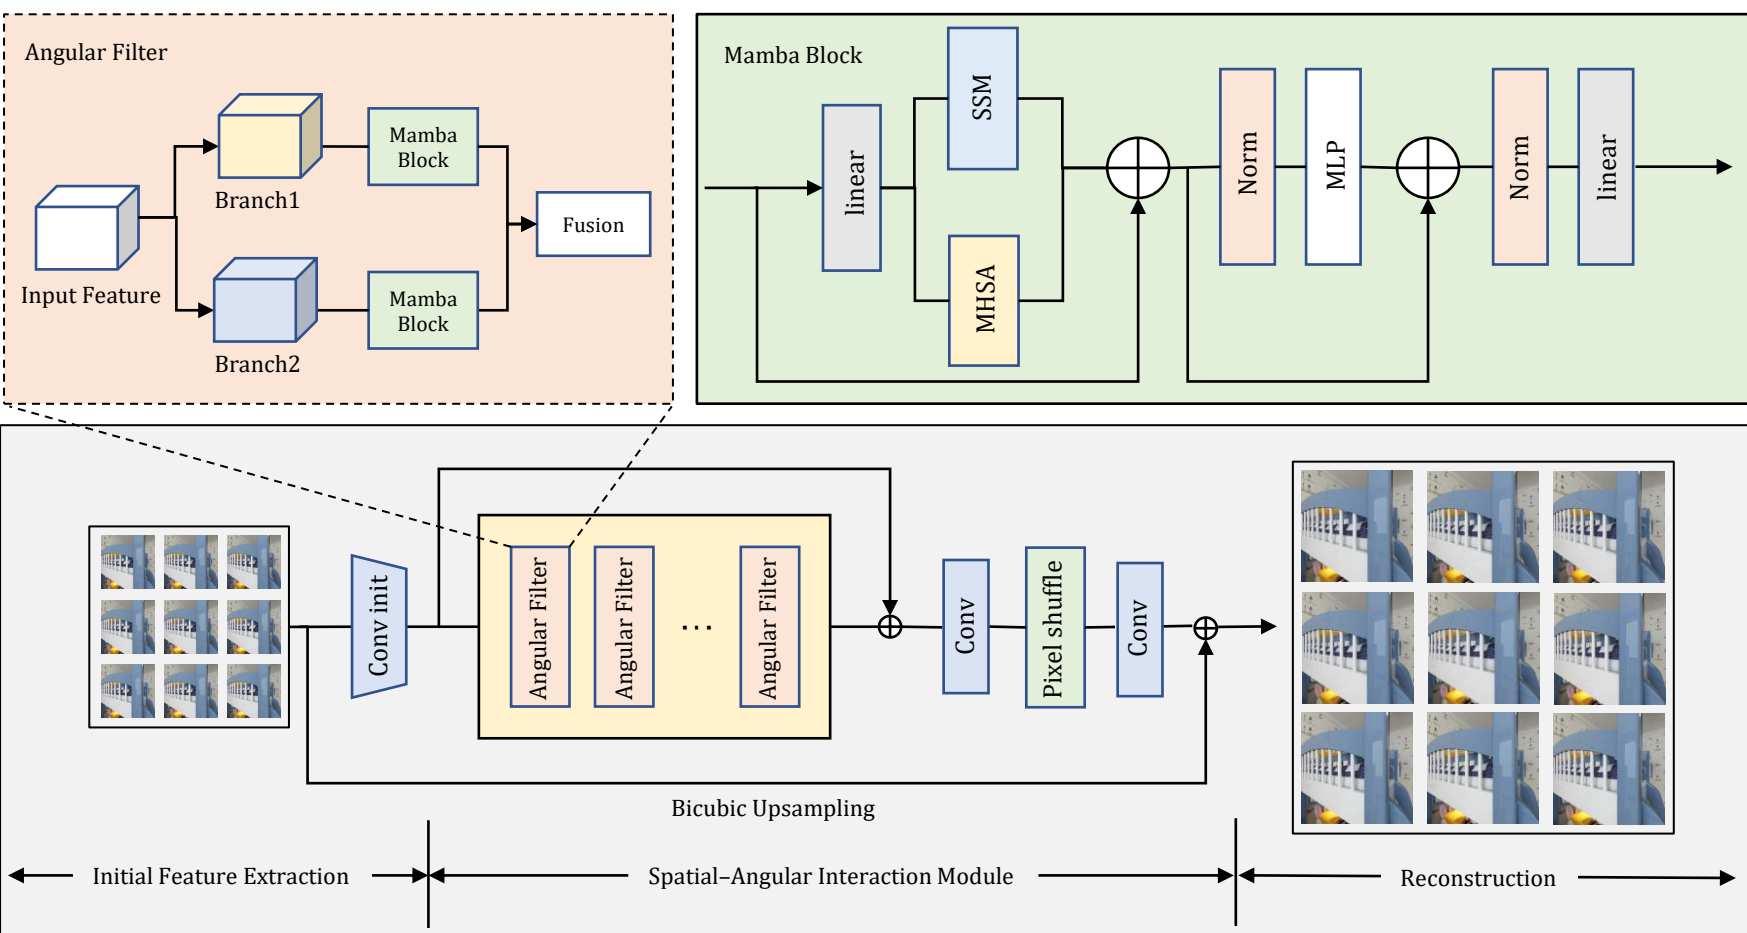 Angular Filter
Branch1
Mamba
Block
Input Feature
Fusion
Branch2
Mamba
Block
Mamba Block
linear
SSM
MHSA
Norm
MLP
Norm
linear
Conv init
Angular Filter
Angular Filter
...
Angular Filter
Conv
Pixel shuffle
Conv
Bicubic Upsampling
Initial Feature Extraction
Spatial–Angular Interaction Module
Reconstruction